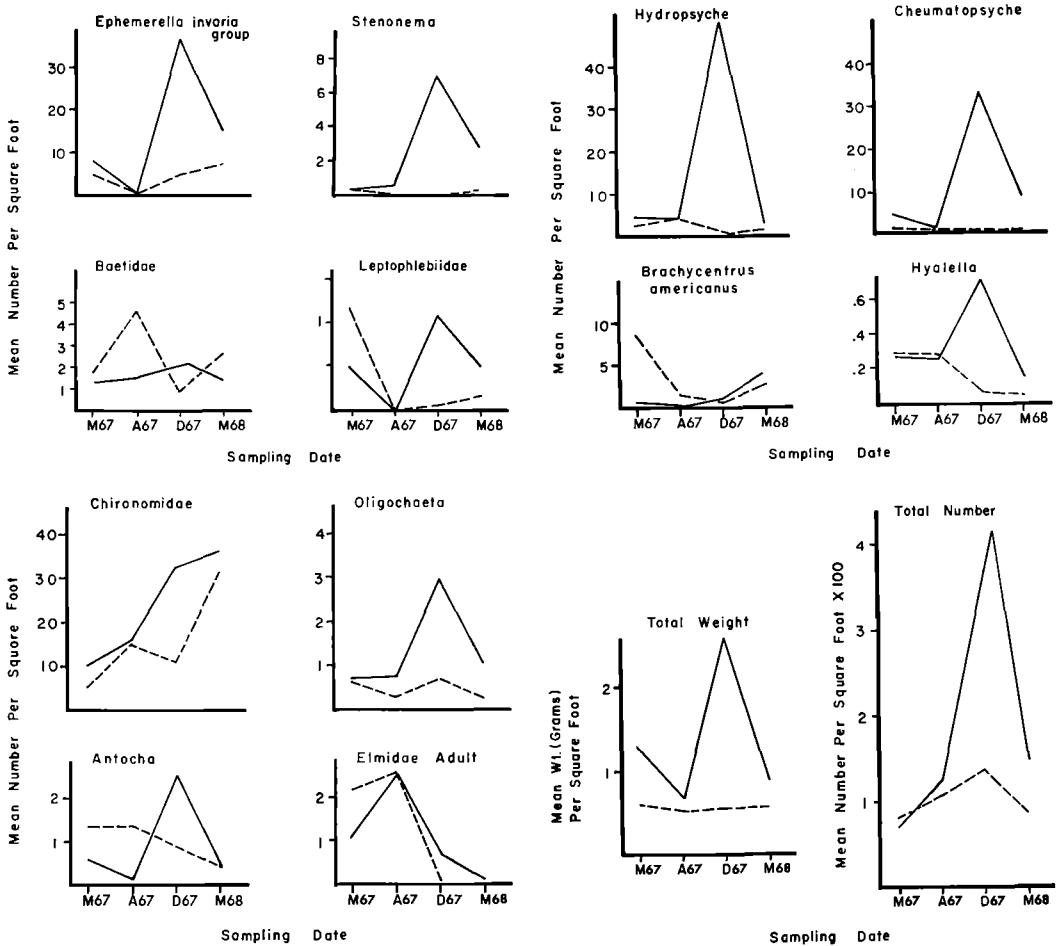 Ephemerella invaria
group
30
20
10
Stenonema
8
6
4
2
Baetidae
5
4
3
2
1
M67 A67 D67 M68
Leptophlebiidae
1
M67 A67 D67 M68
Mean Number Per Square Foot
Sampling Date
Hydropsyche
40
30
20
10
Cheumatopsyche
40
30
20
10
Brachycentrus
americanus
10
5
M67 A67 D67 M68
Hyalella
.6
.4
.2
M67 A67 D67 M68
Mean Number Per Square Foot
Sampling Date
Chironomidae
40
30
20
10
Oligochaeta
4
3
2
1
Antocha
2
1
M67 A67 D67 M68
Elmidae Adult
2
1
M67 A67 D67 M68
Mean Number Per Square Foot
Sampling Date
Total Weight
2
1
M67 A67 D67 M68
Mean Wt.(Grams)
Per Square Foot
Total Number
4
3
2
1
M67 A67 D67 M68
Mean Number Per Square Foot X100
Sampling Date